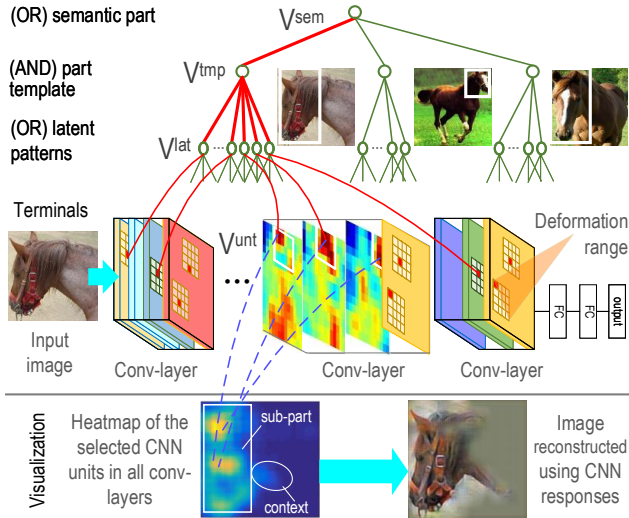 (OR) semantic part
Vsem
(AND) part
template
Vtmp
(OR) latent
patterns
Vlat
Terminals
Vunt
Deformation
range
...
FC
FC
output
Input
image
Conv-layer
Conv-layer
Conv-layer
Visualization
Heatmap of the
selected CNN
units in all conv-
layers
sub-part
context
Image
reconstructed
using CNN
responses